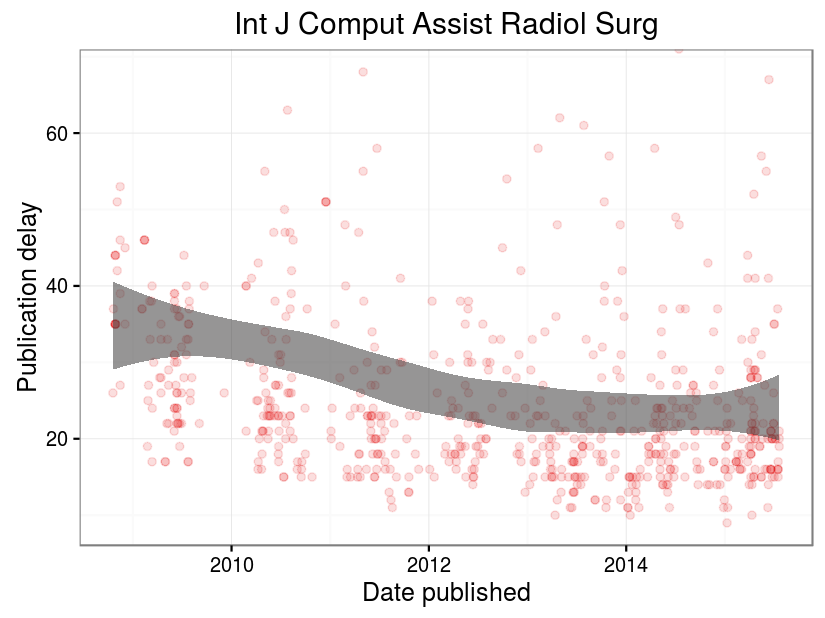 Int J Comput Assist Radiol Surg
Publication delay
60
40
20
2010 2012 2014
Date published